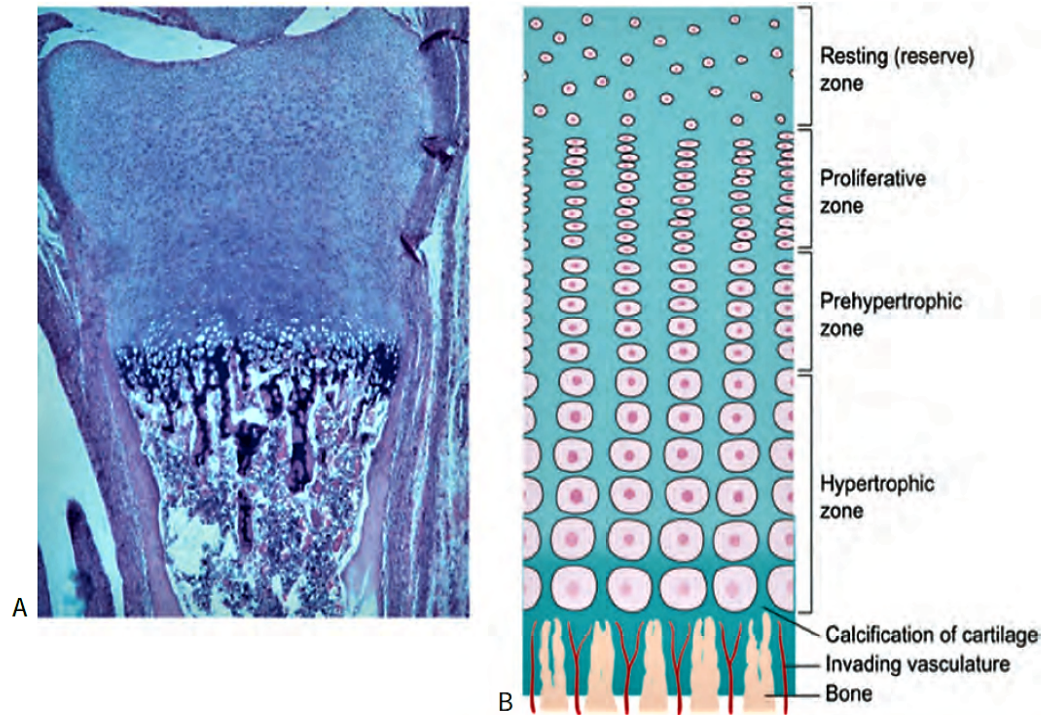 A
Resting (reserve)
zone
Proliferative
zone
Prehypertrophic
zone
Hypertrophic
zone
Calcification of cartilage
Invading vasculature
Bone
B